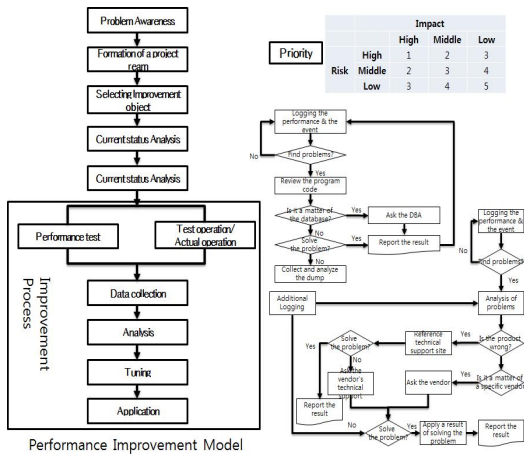 Problem Awareness
Formation of a project
ream
Selecting Improvement
object
Current status Analysis
Current status Analysis
Performance test
Test operation/
Actual operation
Improvement
Process
Data collection
Analysis
Tuning
Application
Performance Improvement Model
Priority
Impact
High Middle Low
High 1 2 3
Risk Middle 2 3 4
Low 3 4 5
Logging the
performance & the
event
Find problems?
No
Yes
Review the program
code
Is it a matter of
the database?
Yes
Ask the DBA
No
Solve
the problem?
Yes
Report the result
No
Collect and analyze
the dump
Logging the
performance &
the event
No
Find problems?
Yes
Additional
Logging
Analysis of
problems
Is the product
wrong?
Yes
Reference
technical
support site
Solve
the problem?
Yes
No
Is it a matter of
a specific vendor
Yes
Ask the vendor
Ask the
vendor's
technical
support
Report the
result
No
Solve
the problem?
Yes
Apply a result
of solving the
problem
Report the
result